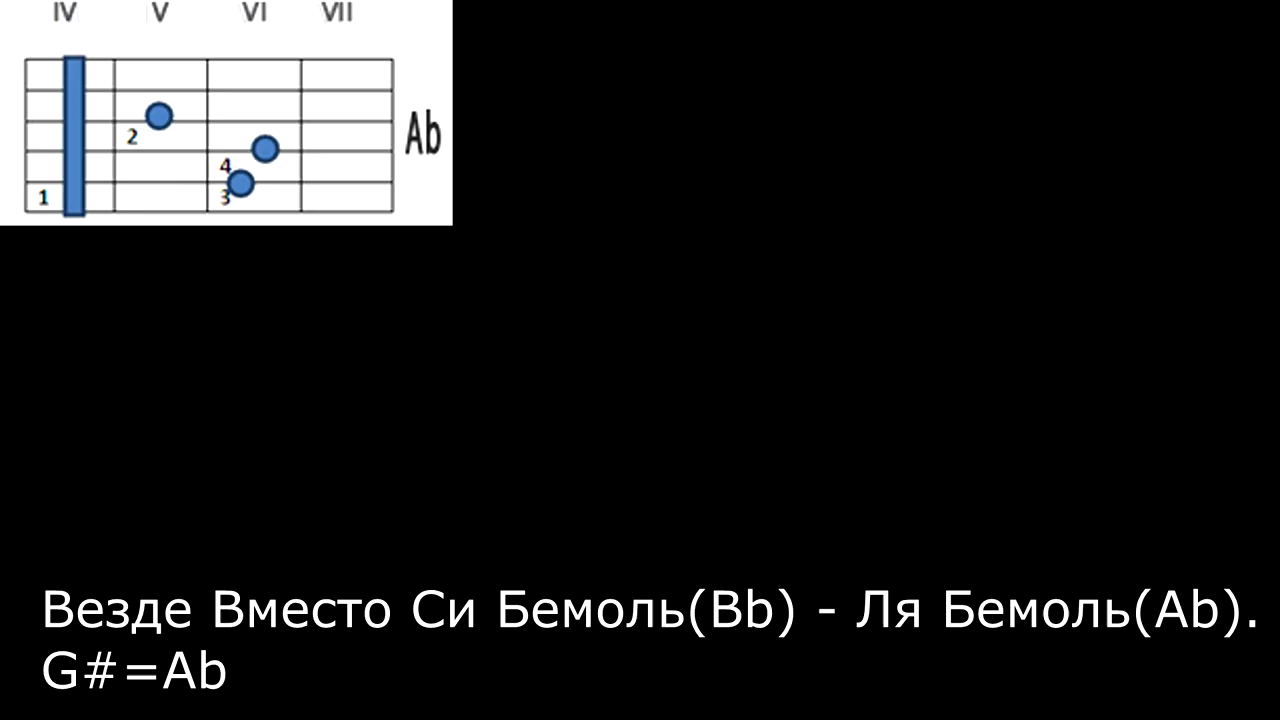 IV V VI VII
2
Ab
4
1 3
Везде Вместо Си Бемоль(Bb) - Ля Бемоль(Ab).
G#=Ab